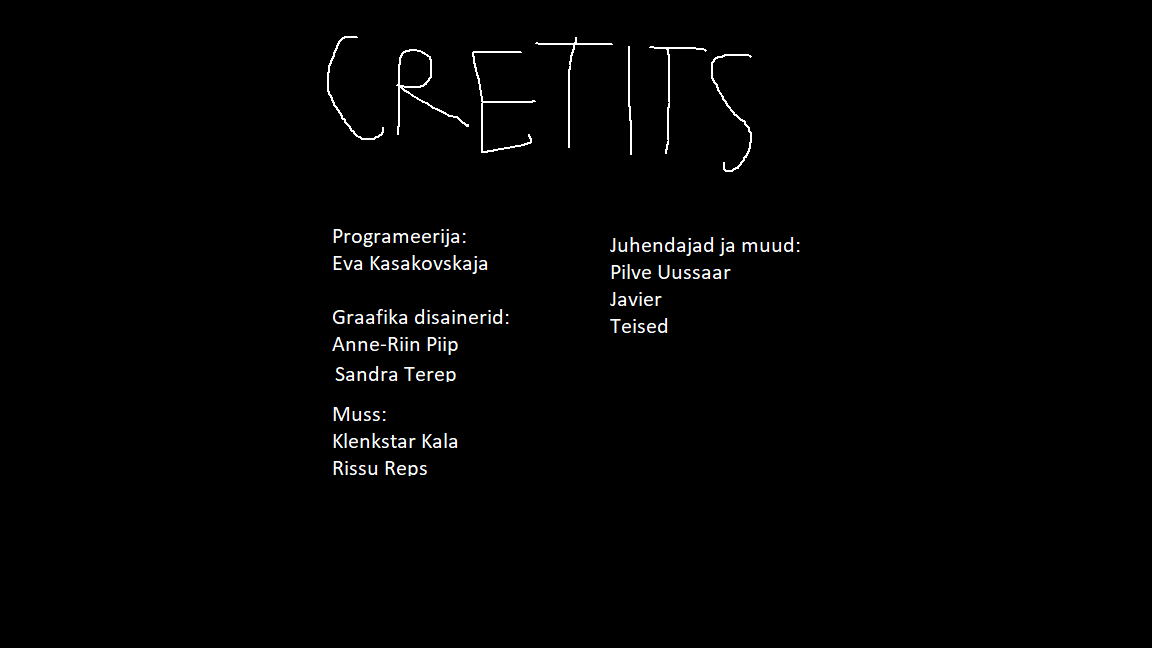 CRETITS
Programeerija:
Eva Kasakovskaja
Graafika disainerid:
Anne-Riin Piip
Sandra Terep
Muss:
Klenkstar Kala
Rissu Reps
Juhendajad ja muud:
Pilve Uussaar
Javier
Teised